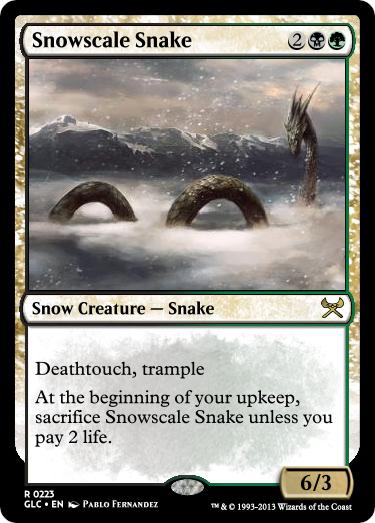 Snowscale Snake 2
Snow Creature — Snake
Deathtouch, trample
At the beginning of your upkeep,
sacrifice Snowscale Snake unless you
pay 2 life.
6/3
R 0223
GLC • EN Pablo Fernandez
™ & © 1993-2013 Wizards of the Coast